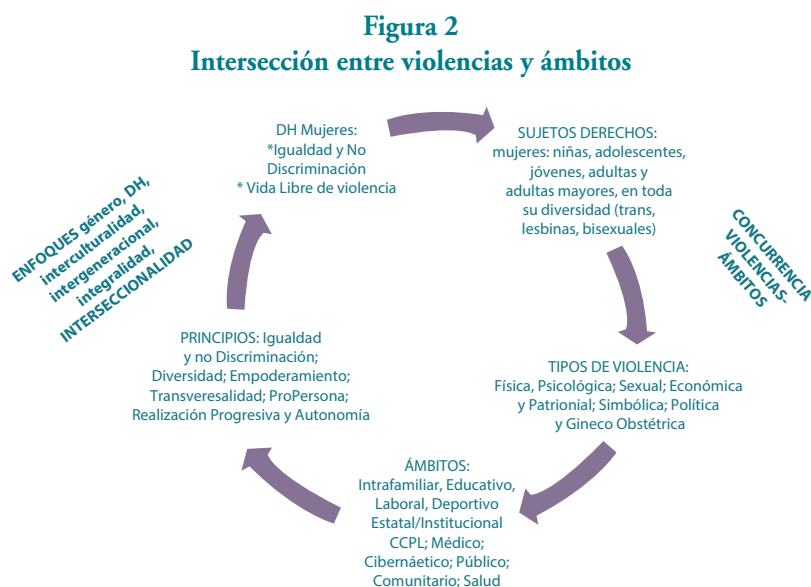 Figura 2
Intersección entre violencias y ámbitos
DH Mujeres:
*Igualdad y No
Discriminación
* Vida Libre de violencia
SUJETOS DERECHOS:
mujeres: niñas, adolescentes,
jóvenes, adultas y
adultas mayores, en toda
su diversidad (trans,
lesbinas, bisexuales)
CONCURRENCIA
VIOLENCIAS-
ÁMBITOS
TIPOS DE VIOLENCIA:
Física, Psicológica; Sexual; Económica
y Patrionial; Simbólica; Política
y Gineco Obstétrica
ÁMBITOS:
Intrafamiliar, Educativo,
Laboral, Deportivo
Estatal/Institucional
CCPL; Médico;
Cibernáetico; Público;
Comunitario; Salud
PRINCIPIOS: Igualdad
y no Discriminación;
Diversidad; Empoderamiento;
Transveresalidad; ProPersona;
Realización Progresiva y Autonomía
ENFOQUES género, DH,
interculturalidad,
intergeneracional,
integralidad,
INTERSECCIONALIDAD